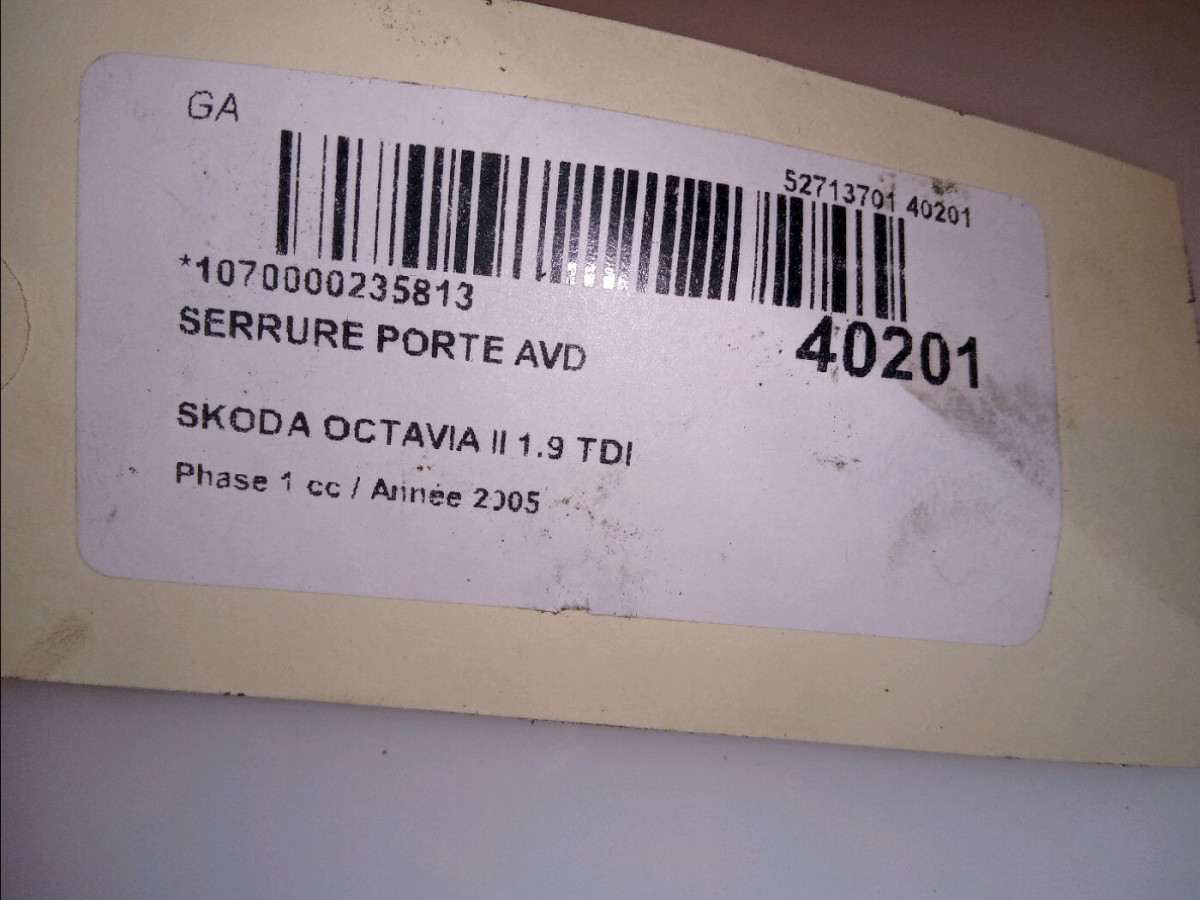 GA
52713701 40201
*1070000235813
40201
SERRURE PORTE AVD
SKODA OCTAVIA II 1.9 TDI
Phase 1 cc / Année 2005